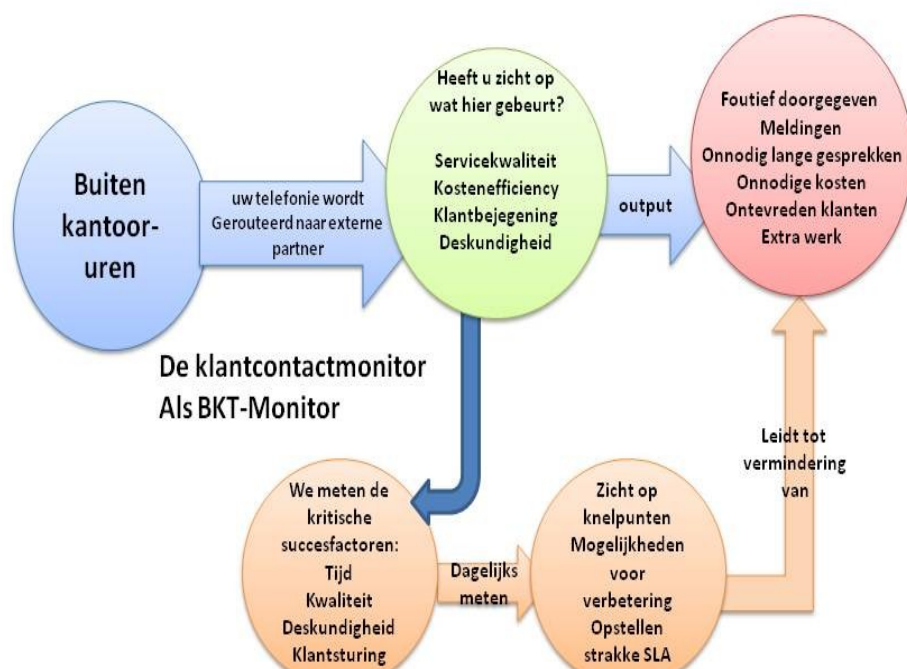 Buiten
kantoor-
uren
uw telefonie wordt
Gerouteerd naar externe
partner
Heeft u zicht op
wat hier gebeurt?
Servicekwaliteit
Kostenefficiency
Klantbejegening
Deskundigheid
output
Foutief doorgegeven
Meldingen
Onnodig lange gesprekken
Onnodige kosten
Ontevreden klanten
Extra werk
De klantcontactmonitor
Als BKT-Monitor
We meten de
kritische
succesfactoren:
Tijd
Kwaliteit
Deskundigheid
Klantsturing
Dagelijks
meten
Zicht op
knelpunten
Mogelijkheden
voor
verbetering
Opstellen
strakke SLA
Leidt tot
vermindering
van